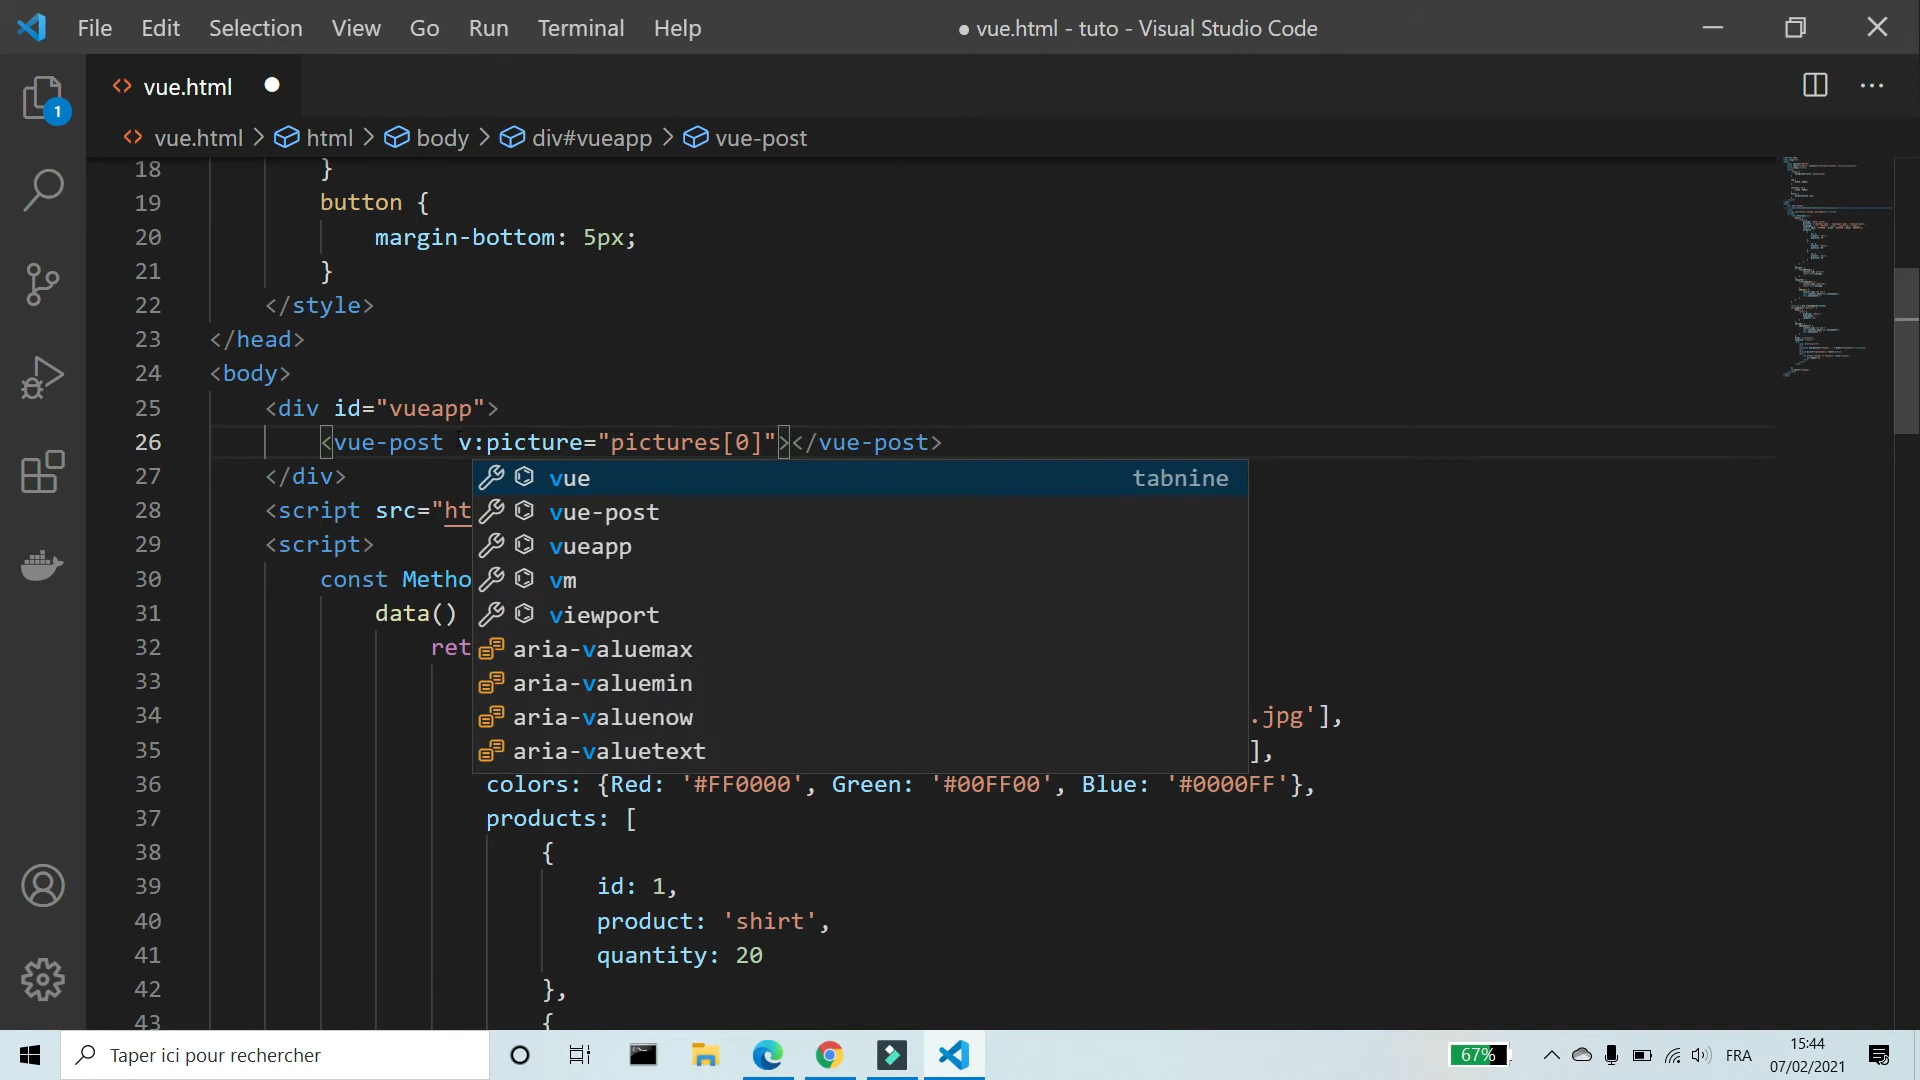 File Edit Selection View Go Run Terminal Help ● vue.html - tuto - Visual Studio Code
vue.html
1
vue.html > html > body > div#vueapp > vue-post
18 }
19 button {
20 margin-bottom: 5px;
21 }
22 </style>
23 </head>
24 <body>
25 <div id="vueapp">
26 <vue-post v:picture="pictures[0]"></vue-post>
27 </div>
vue tabnine
28 <script src="ht
vue-post
29 <script>
vueapp
30 const Metho
vm
31 data()
viewport
32 ret
aria-valuemax
33
aria-valuemin
34 .jpg'],
aria-valuenow
35 ],
aria-valuetext
36 colors: {Red: '#FF0000', Green: '#00FF00', Blue: '#0000FF'},
37 products: [
38 {
39 id: 1,
40 product: 'shirt',
41 quantity: 20
42 },
43 {
Taper ici pour rechercher
67%
FRA
15:44
07/02/2021